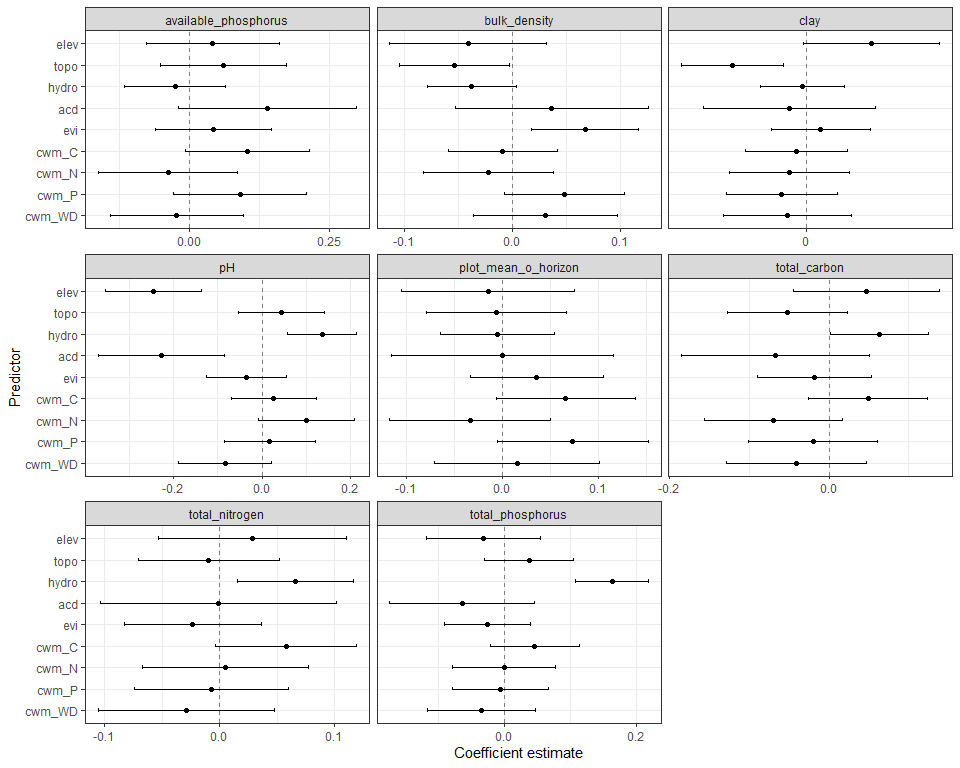 available_phosphorus
bulk_density
clay
elev
topo
hydro
acd
evi
cwm_C
cwm_N
cwm_P
cwm_WD
0.00 0.25
-0.1 0.0 0.1
0
pH
plot_mean_o_horizon
total_carbon
Predictor
elev
topo
hydro
acd
evi
cwm_C
cwm_N
cwm_P
cwm_WD
-0.2 0.0 0.2
-0.1 0.0 0.1
-0.2 0.0
total_nitrogen
total_phosphorus
elev
topo
hydro
acd
evi
cwm_C
cwm_N
cwm_P
cwm_WD
-0.1 0.0 0.1
0.0 0.2
Coefficient estimate